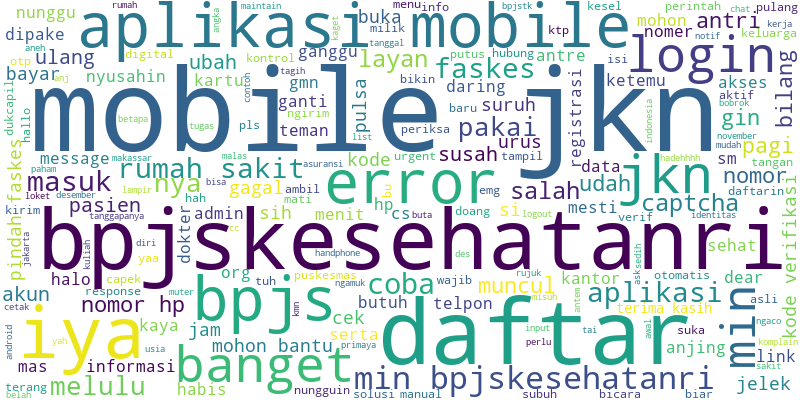 rumah menu info bpjstk maintain chat pulang
nunggu aplikasi mobile buka kaget kesel perintah
dipake angka milik tanggal mohon antri kerja
aneh ulang ubah ganggu layan hubung nomer notif keluarga
otp digital kontrol ganggu putus ktp login
bayar nyusahin tagih gmn antre faskes isi ketemu akses bilang
dukcapil anj kartu ganti pulsa daring bikin baru suruh registrasi aktif bobrok
hallo mobile jkn
betapa tugas contoh ngirim teman pls list periksa pakai tampil indonesia gin november mudah
message makassar malas asuransi kode urgent urus hadehhhh pagi
paham rumah sakit error susah data sm tangan
masuk nya gagal ambil emg salah jkn nomor
lampir bisa mati hp bu udah captcha daftarin
loket desember hah
pindah faskes pasien admin sih menit cs doang si mesti
kirim tanggapanya cc buta logout verif identitas
jakarta bpjskesehatanri
halo diri dokter sehat
kuliah yaa org puskesmas handphone des ask sedih kode verifikasi
akun capek tuh ngamuk coba wajib rujuk muncul kantor otomatis dear
response muter bpjs butuh telpon misuh aplikasi asli
cetak nomor hp kmn cek daftar antem terima kasih min
android iya kaya jam serta input awal suka ngaco
yah mohon bantu tai anjing link komplain
mas informasi usia banget primaya perlu sakit
terang melulu min bpjskesehatanri jelek
belah habis nungguin solusi manual subuh bicara biar